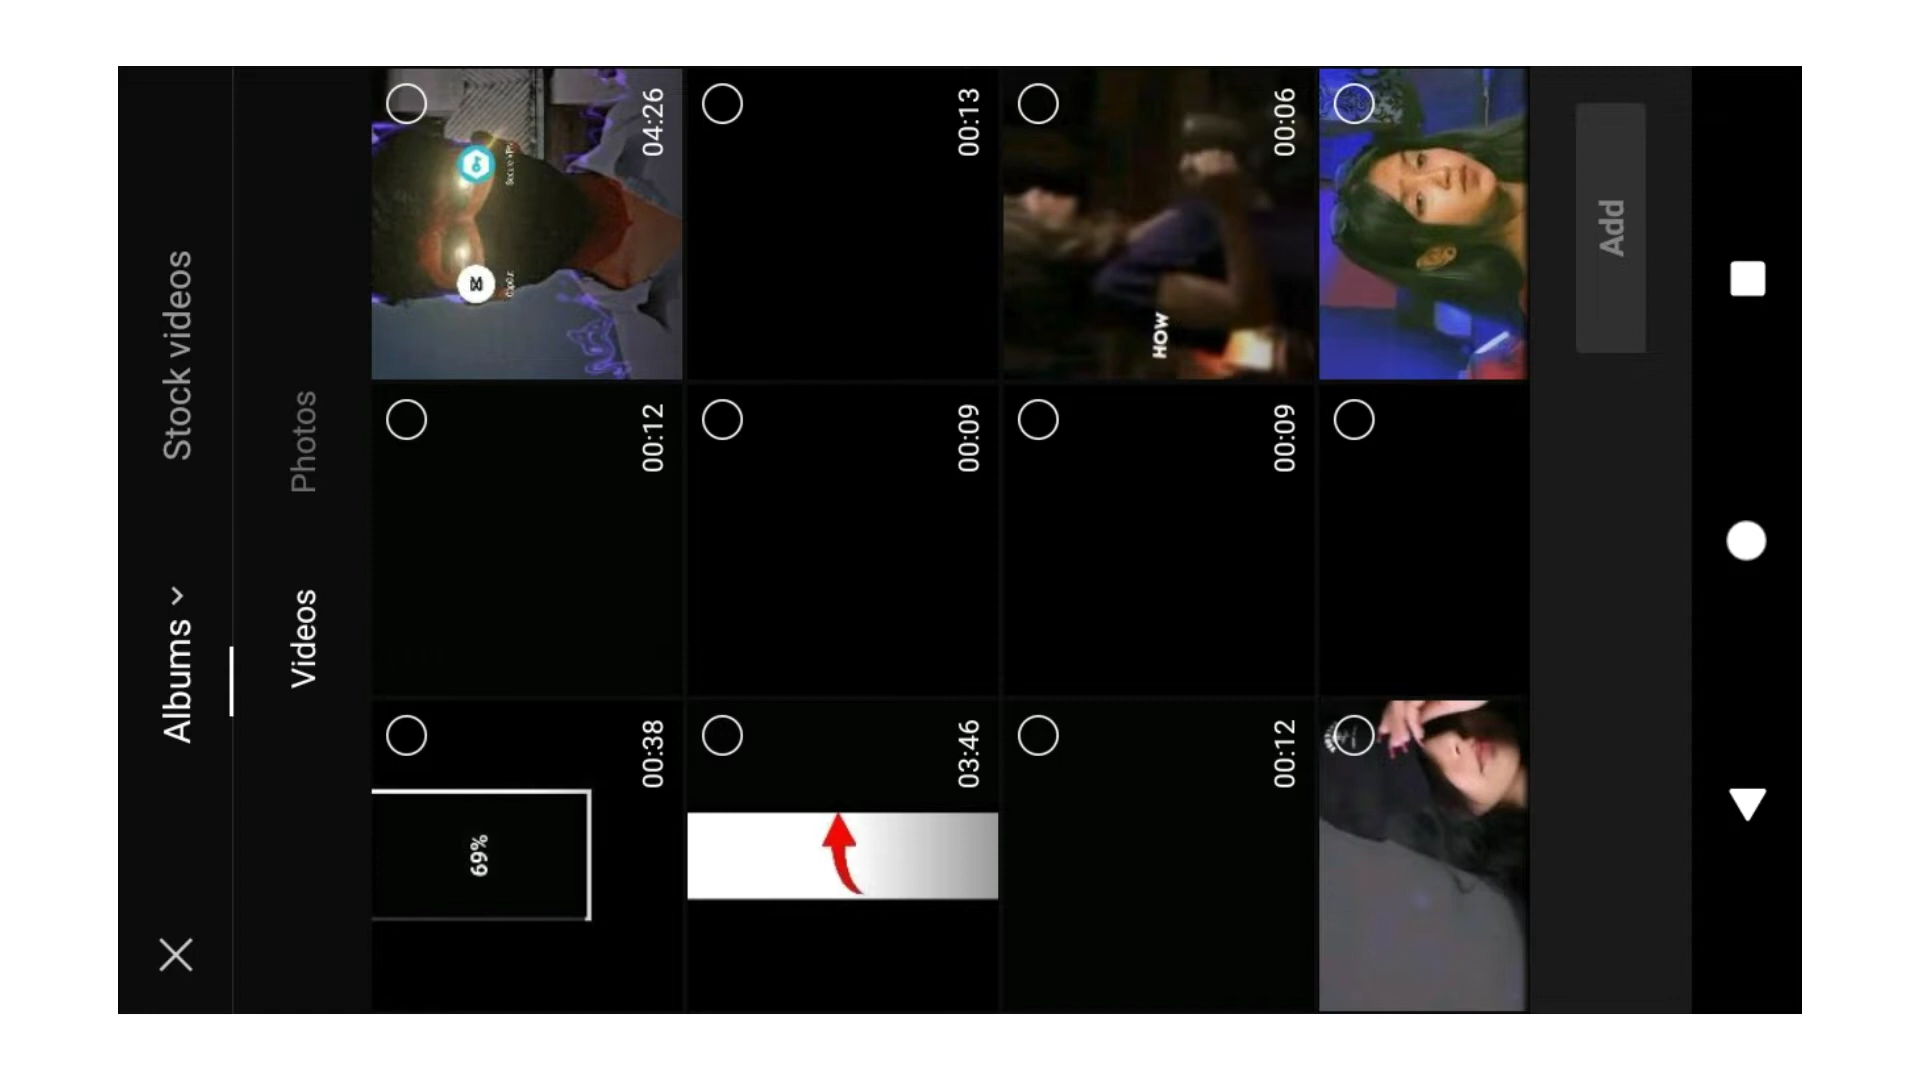 Albums Stock videos
Videos Photos
69%
00:38 00:12 04:26
03:46 00:09 00:13
HOW
00:12 00:09 00:06
Add